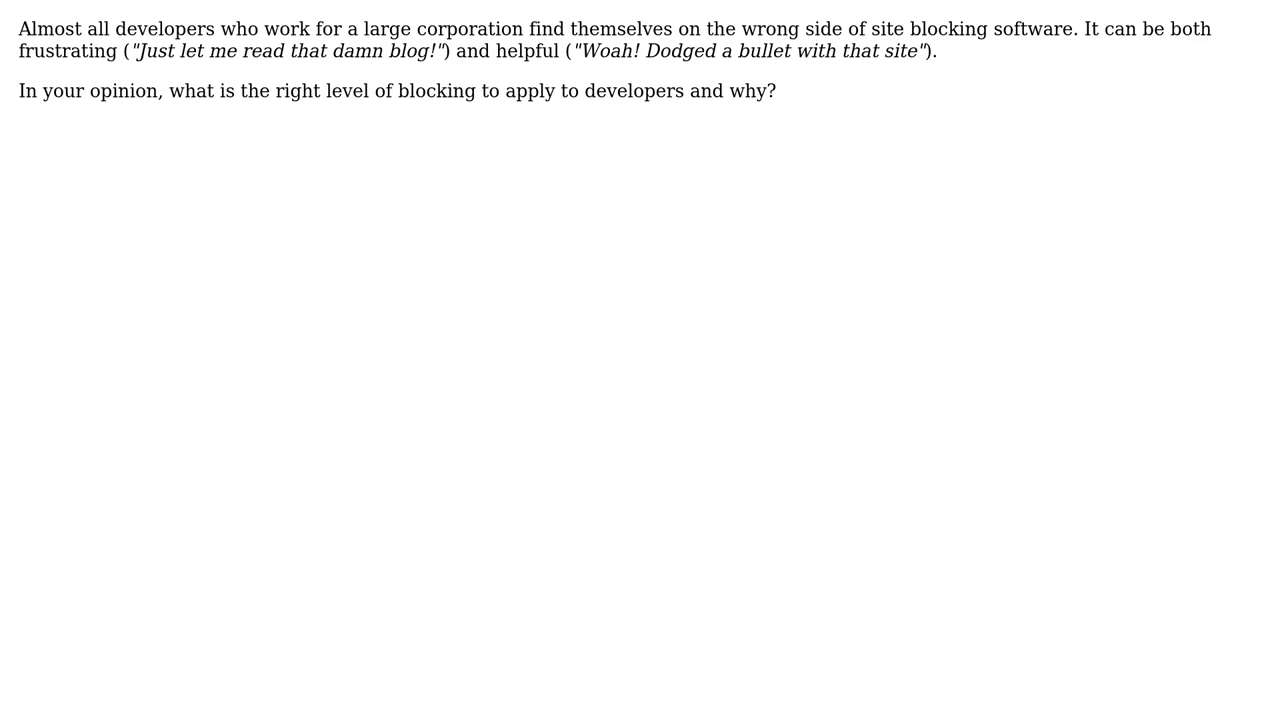 Almost all developers who work for a large corporation find themselves on the wrong side of site blocking software. It can be both
frustrating ("Just let me read that damn blog!") and helpful ("Woah! Dodged a bullet with that site").
In your opinion, what is the right level of blocking to apply to developers and why?